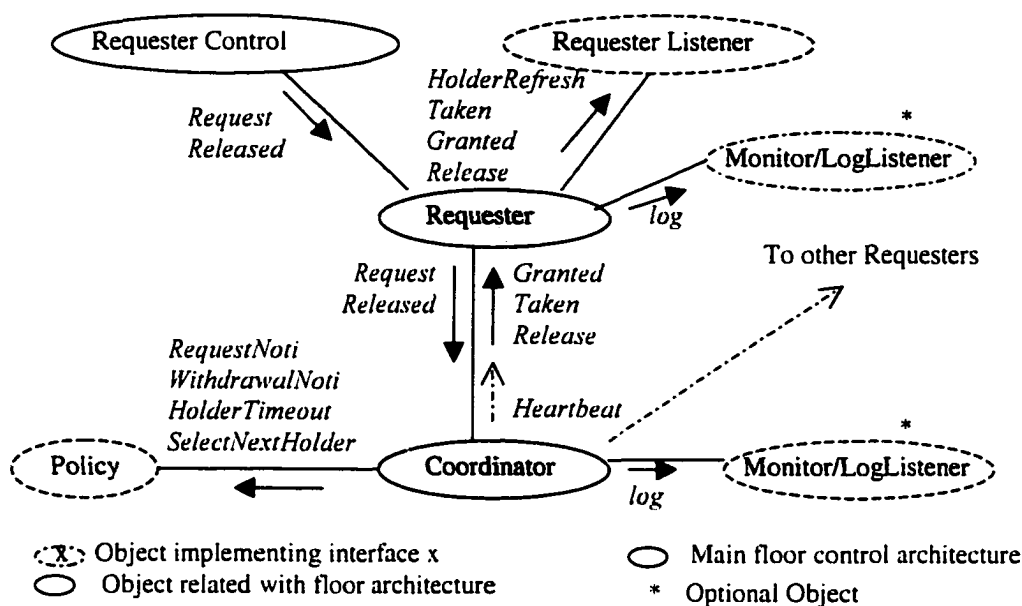 Requester Control
Requester Listener
Request
Released
HolderRefresh
Taken
Granted
Release
*
Monitor/LogListener
Requester
log
To other Requesters
Request
Released
Granted
Taken
Release
RequestNoti
WithdrawalNoti
HolderTimeout
SelectNextHolder
Heartbeat
*
Policy
Coordinator
Monitor/LogListener
log
x Object implementing interface x
Main floor control architecture
Object related with floor architecture
* Optional Object